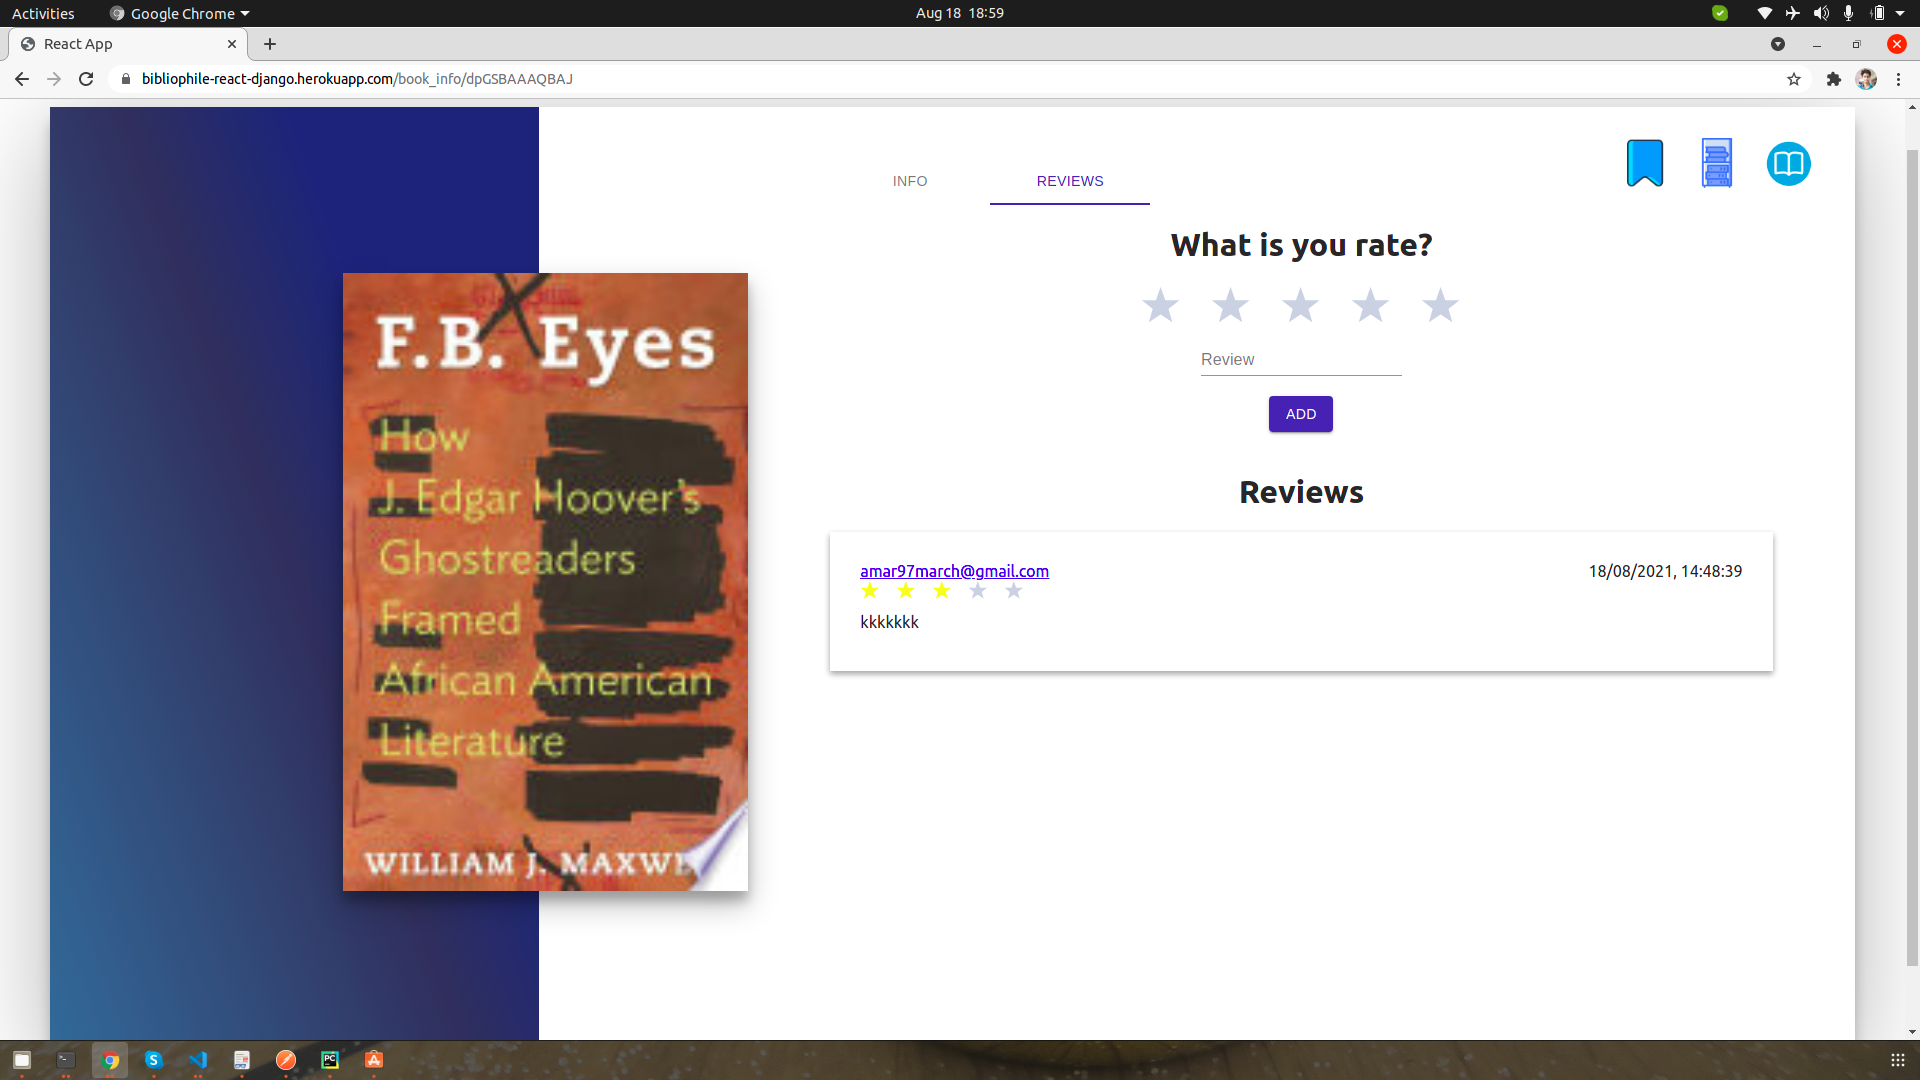 Activities
Google Chrome
Aug 18 18:59
React App
bibliophile-react-django.herokuapp.com/book_info/dpGSBAAAQBAJ
INFO
REVIEWS
What is you rate?
Review
ADD
Reviews
amar97march@gmail.com
18/08/2021, 14:48:39
kkkkkkk
F.B. Eyes
How
J. Edgar Hoover's
Ghostreaders
Framed
African American
Literature
WILLIAM J.